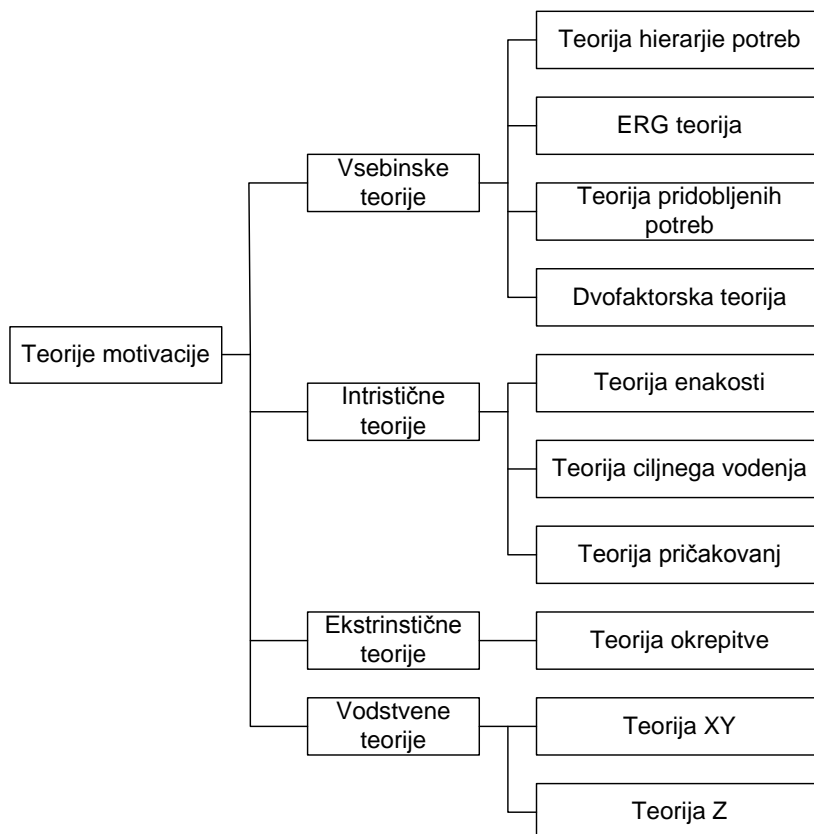 Teorija hierarjie potreb
ERG teorija
Vsebinske
teorije
Teorija pridobljenih
potreb
Dvofaktorska teorija
Teorije motivacije
Teorija enakosti
Intristične
teorije
Teorija ciljnega vodenja
Teorija pričakovanj
Ekstrinstične
teorije
Teorija okrepitve
Vodstvene
teorije
Teorija XY
Teorija Z